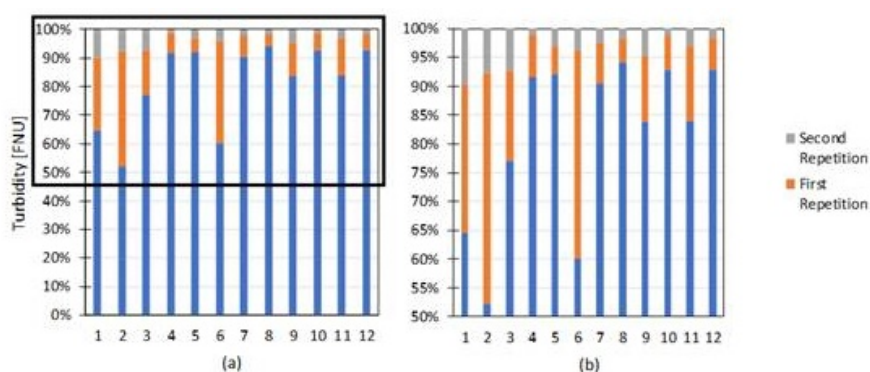 Turbidity [FNU]
100%
90%
80%
70%
60%
50%
40%
30%
20%
10%
0%
1 2 3 4 5 6 7 8 9 10 11 12
(a)
100%
95%
90%
85%
80%
75%
70%
65%
60%
55%
50%
1 2 3 4 5 6 7 8 9 10 11 12
(b)
Second
Repetition
First
Repetition